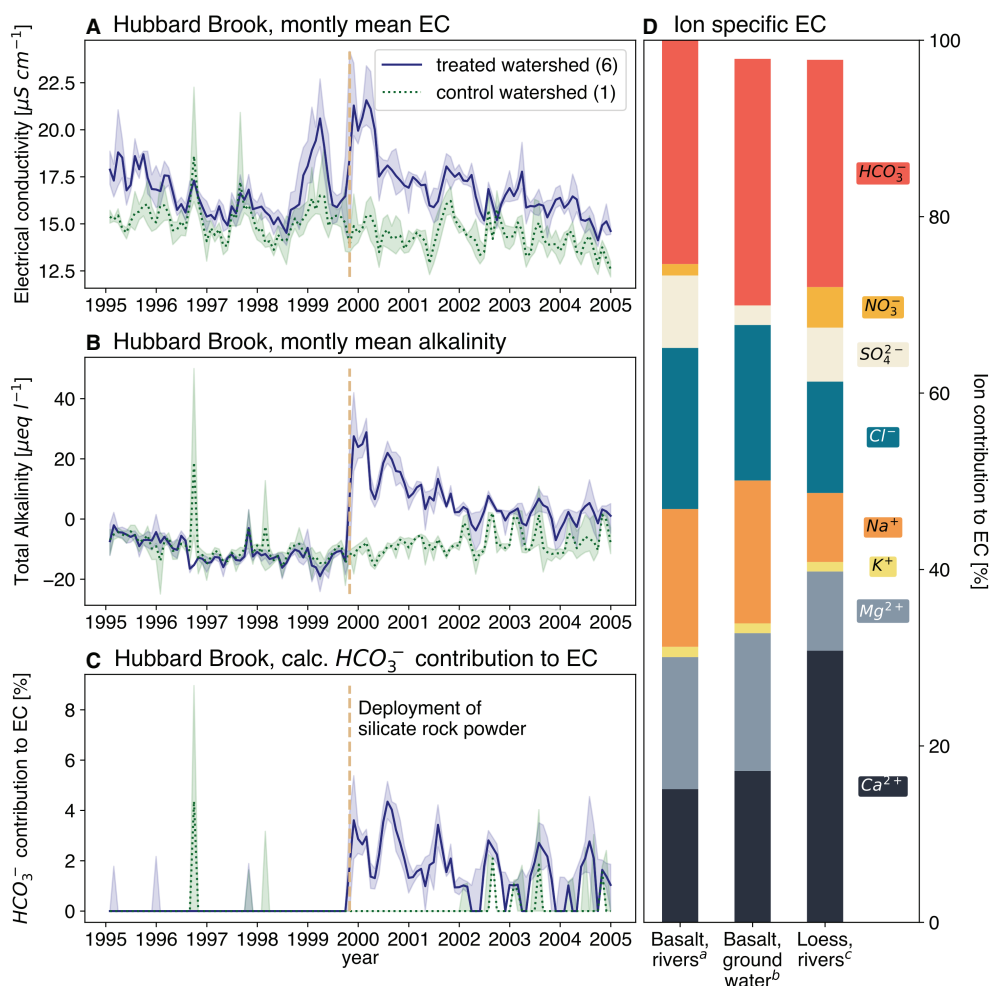 A Hubbard Brook, montly mean EC
Electrical conductivity [μS cm⁻¹]
22.5
20.0
17.5
15.0
12.5
treated watershed (6)
control watershed (1)
1995 1996 1997 1998 1999 2000 2001 2002 2003 2004 2005
B Hubbard Brook, montly mean alkalinity
Total Alkalinity [μeq l⁻¹]
40
20
0
−20
1995 1996 1997 1998 1999 2000 2001 2002 2003 2004 2005
C Hubbard Brook, calc. HCO₃⁻ contribution to EC
HCO₃⁻ contribution to EC [%]
8
6
4
2
0
Deployment of
silicate rock powder
1995 1996 1997 1998 1999 2000 2001 2002 2003 2004 2005
year
D Ion specific EC
100
80
60
40
20
0
Ion contribution to EC [%]
HCO₃⁻
NO₃⁻
SO₄²⁻
Cl⁻
Na⁺
K⁺
Mg²⁺
Ca²⁺
Basalt,
riversᵃ
Basalt,
ground
waterᵇ
Loess,
riversᶜ